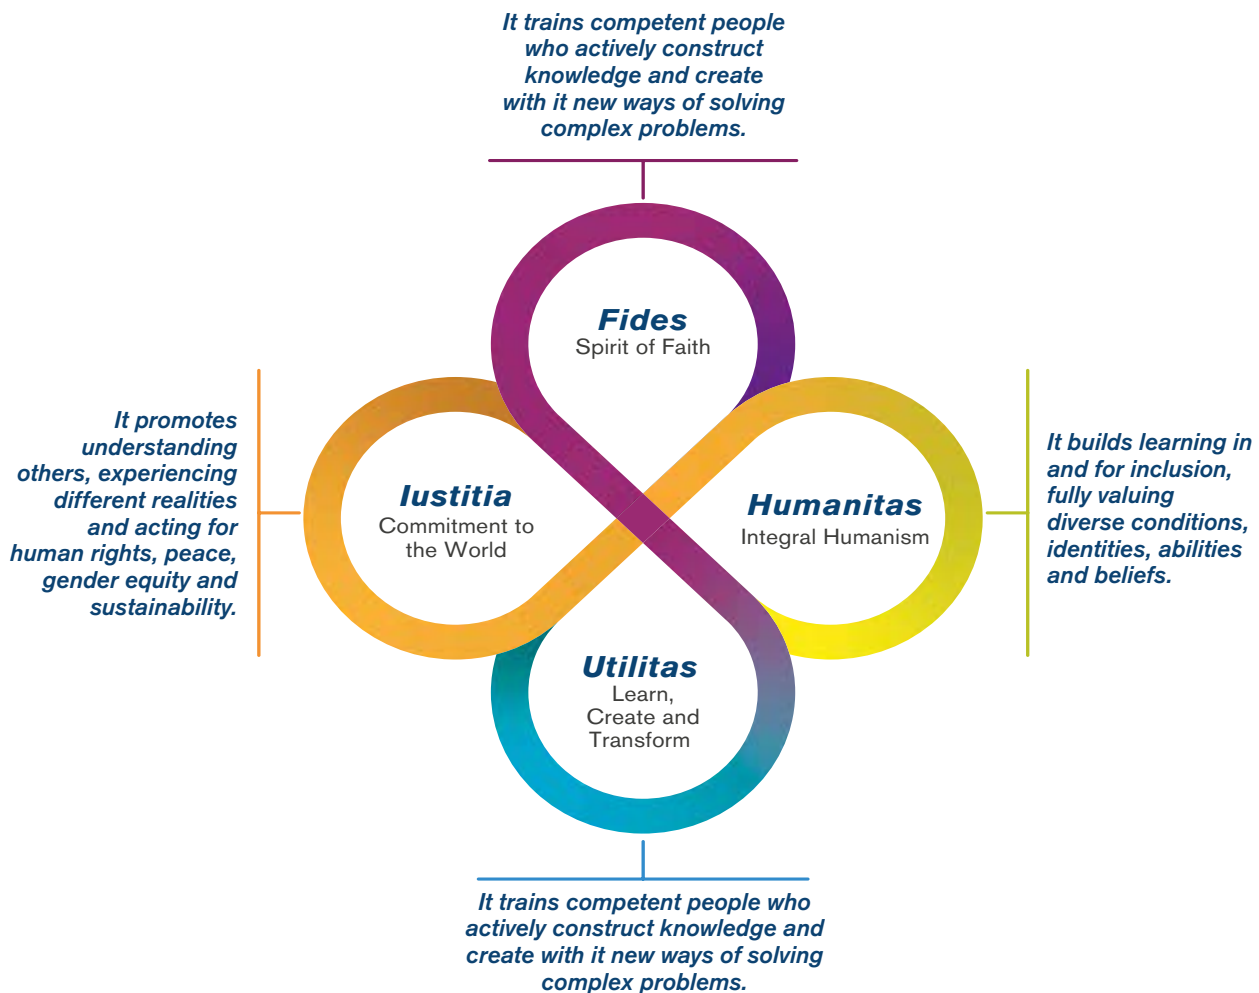 It trains competent people
who actively construct
knowledge and create
with it new ways of solving
complex problems.
Fides
Spirit of Faith
It promotes
understanding
others, experiencing
different realities
and acting for
human rights, peace,
gender equity and
sustainability.
Iustitia
Commitment to
the World
Humanitas
Integral Humanism
It builds learning in
and for inclusion,
fully valuing
diverse conditions,
identities, abilities
and beliefs.
Utilitas
Learn,
Create and
Transform
It trains competent people who
actively construct knowledge and
create with it new ways of solving
complex problems.